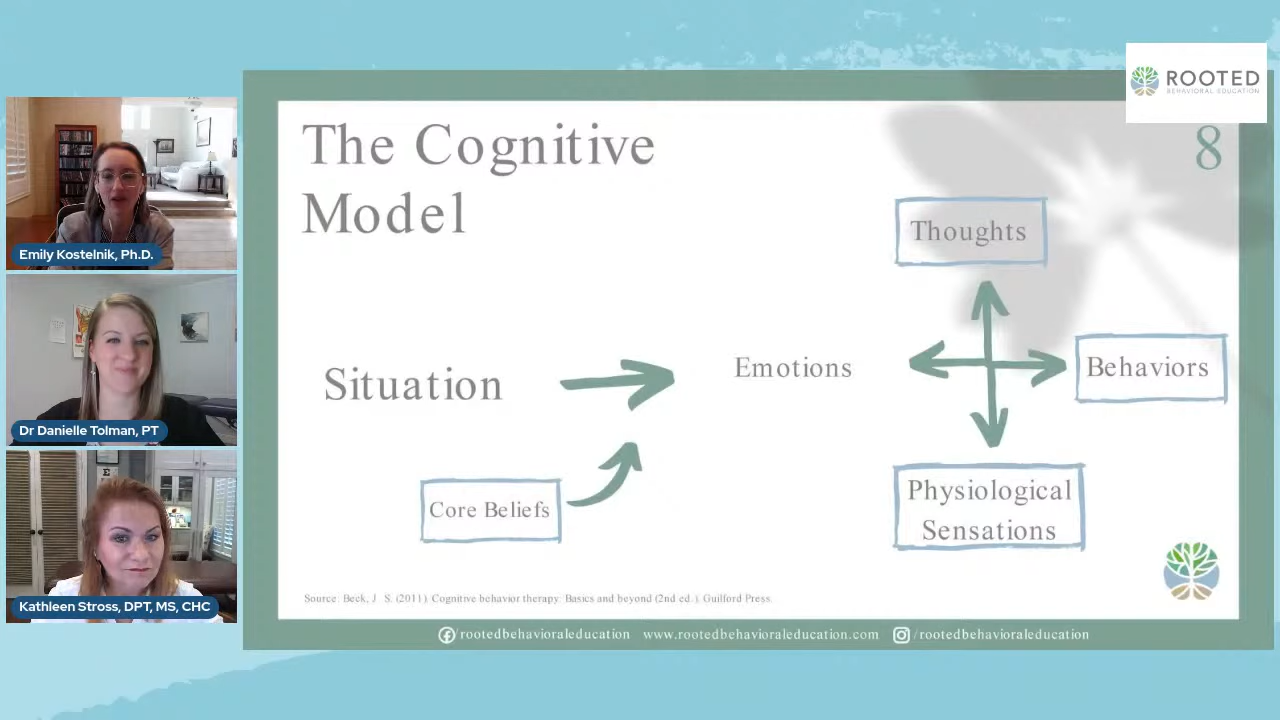 ROOTED
BEHAVIORAL EDUCATION
8
The Cognitive
Model
Thoughts
Situation
Emotions
Behaviors
Core Beliefs
Physiological
Sensations
Source: Beck, J. S. (2011). Cognitive behavior therapy: Basics and beyond (2nd ed.). Guilford Press.
/rootedbehavioraleducation www.rootedbehavioraleducation.com /rootedbehavioraleducation
Emily Kostelnik, Ph.D.
Dr Danielle Tolman, PT
Kathleen Stross, DPT, MS, CHC